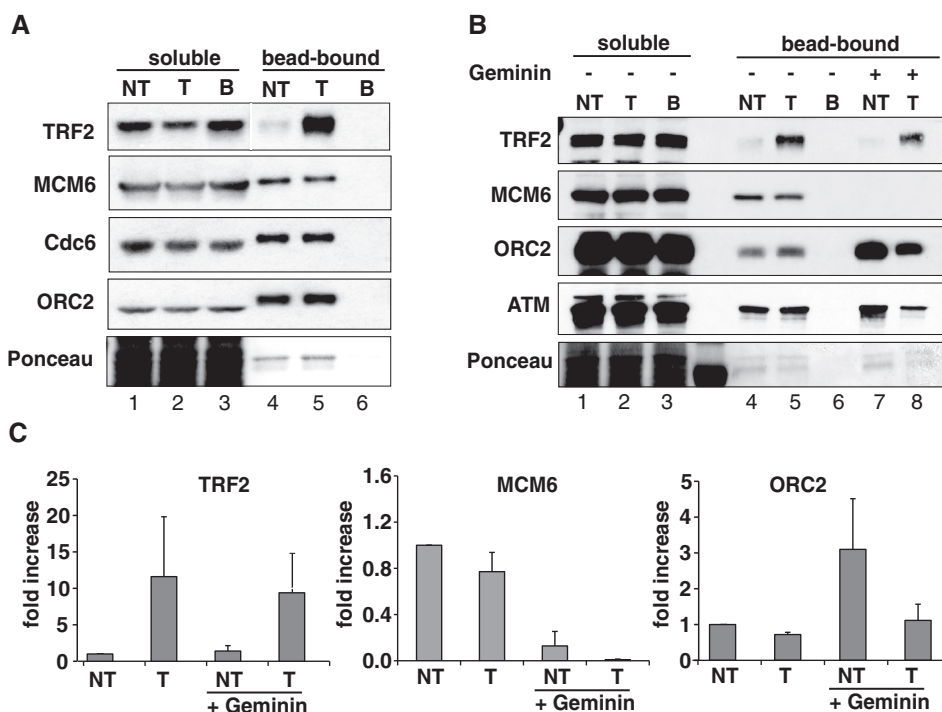 A
soluble bead-bound
NT T B NT T B
TRF2
MCM6
Cdc6
ORC2
Ponceau
1 2 3 4 5 6
B
soluble bead-bound
Geminin - - - - - - + +
NT T B NT T B NT T
TRF2
MCM6
ORC2
ATM
Ponceau
1 2 3 4 5 6 7 8
C
TRF2
fold increase
25
20
15
10
5
0
NT T NT T
+ Geminin
MCM6
fold increase
1.6
1.2
0.8
0.4
0.0
NT T NT T
+ Geminin
ORC2
fold increase
5
4
3
2
1
0
NT T NT T
+ Geminin